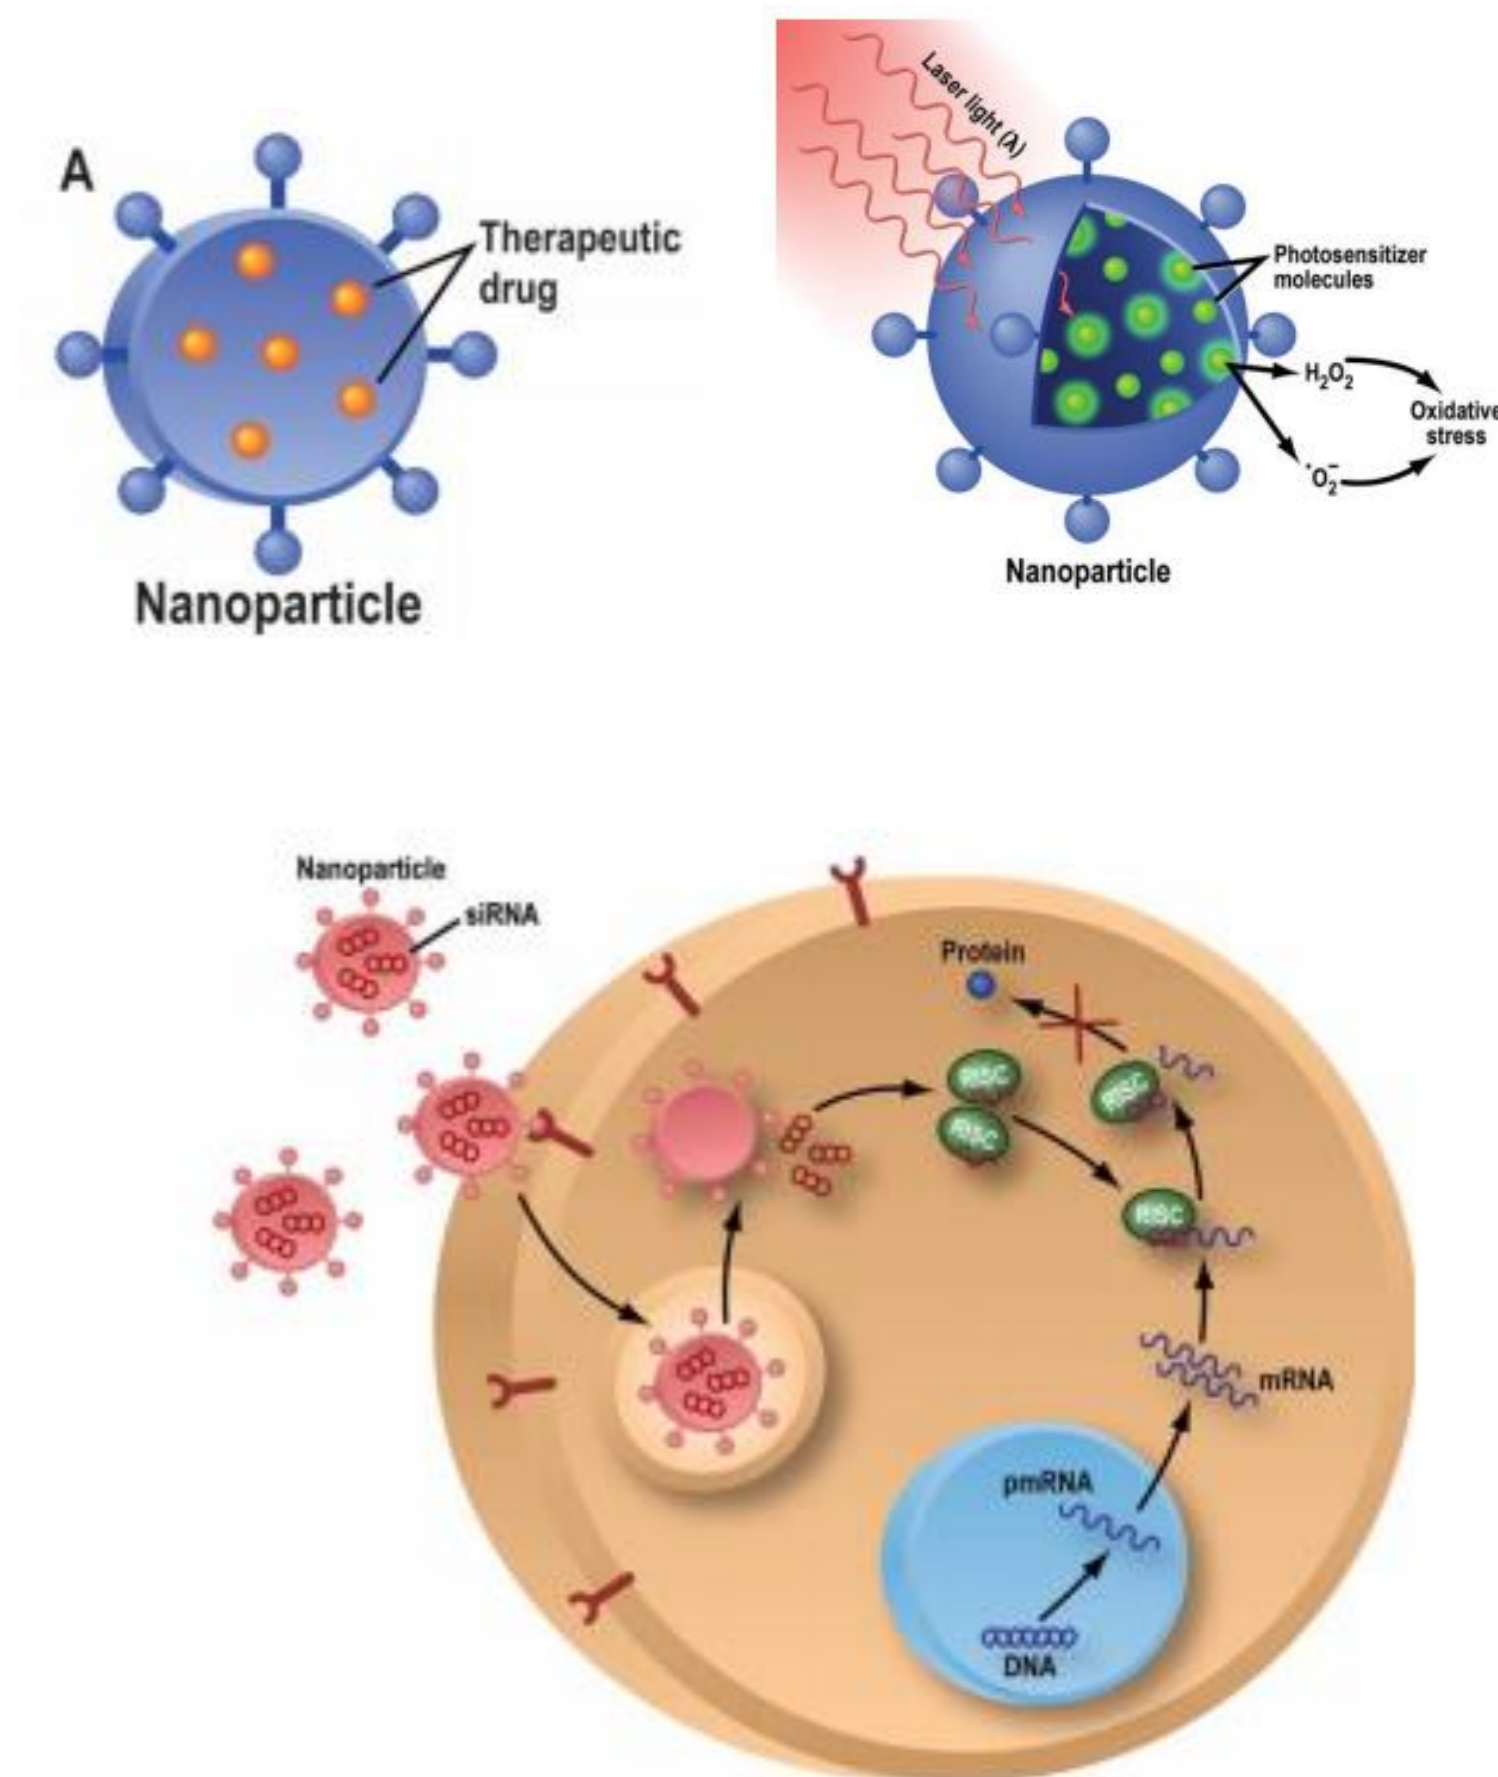 A
Therapeutic
drug
Nanoparticle
Laser light (λ)
Photosensitizer
molecules
H₂O₂
Oxidative
stress
•O₂⁻
Nanoparticle
Nanoparticle
siRNA
Protein
RISC
RISC
RISC
RISC
mRNA
pmRNA
DNA